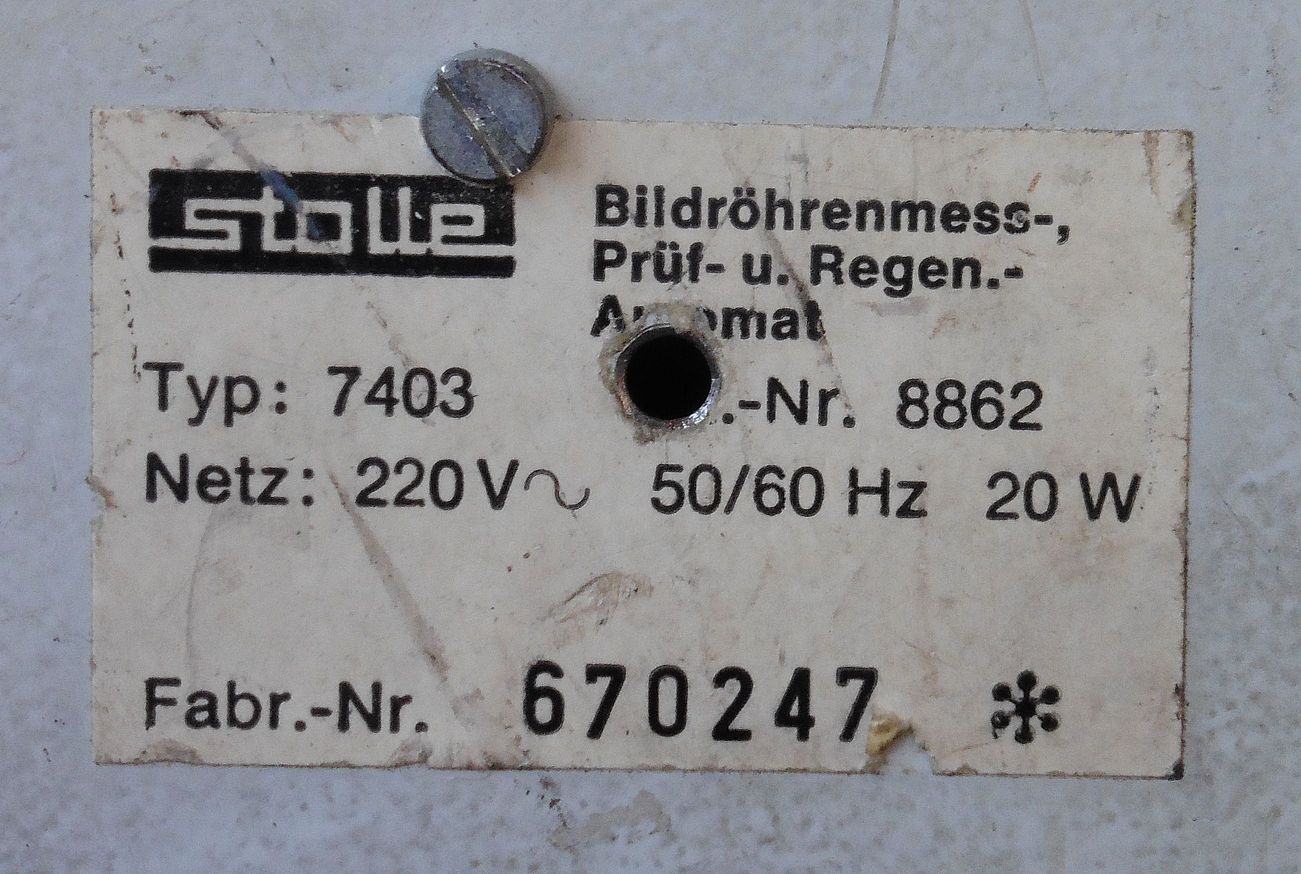 stolle
Bildröhrenmess-,
Prüf- u. Regen.-
Typ: 7403
.-Nr. 8862
Netz: 220 V~ 50/60 Hz 20 W
Fabr.-Nr. 670247 *